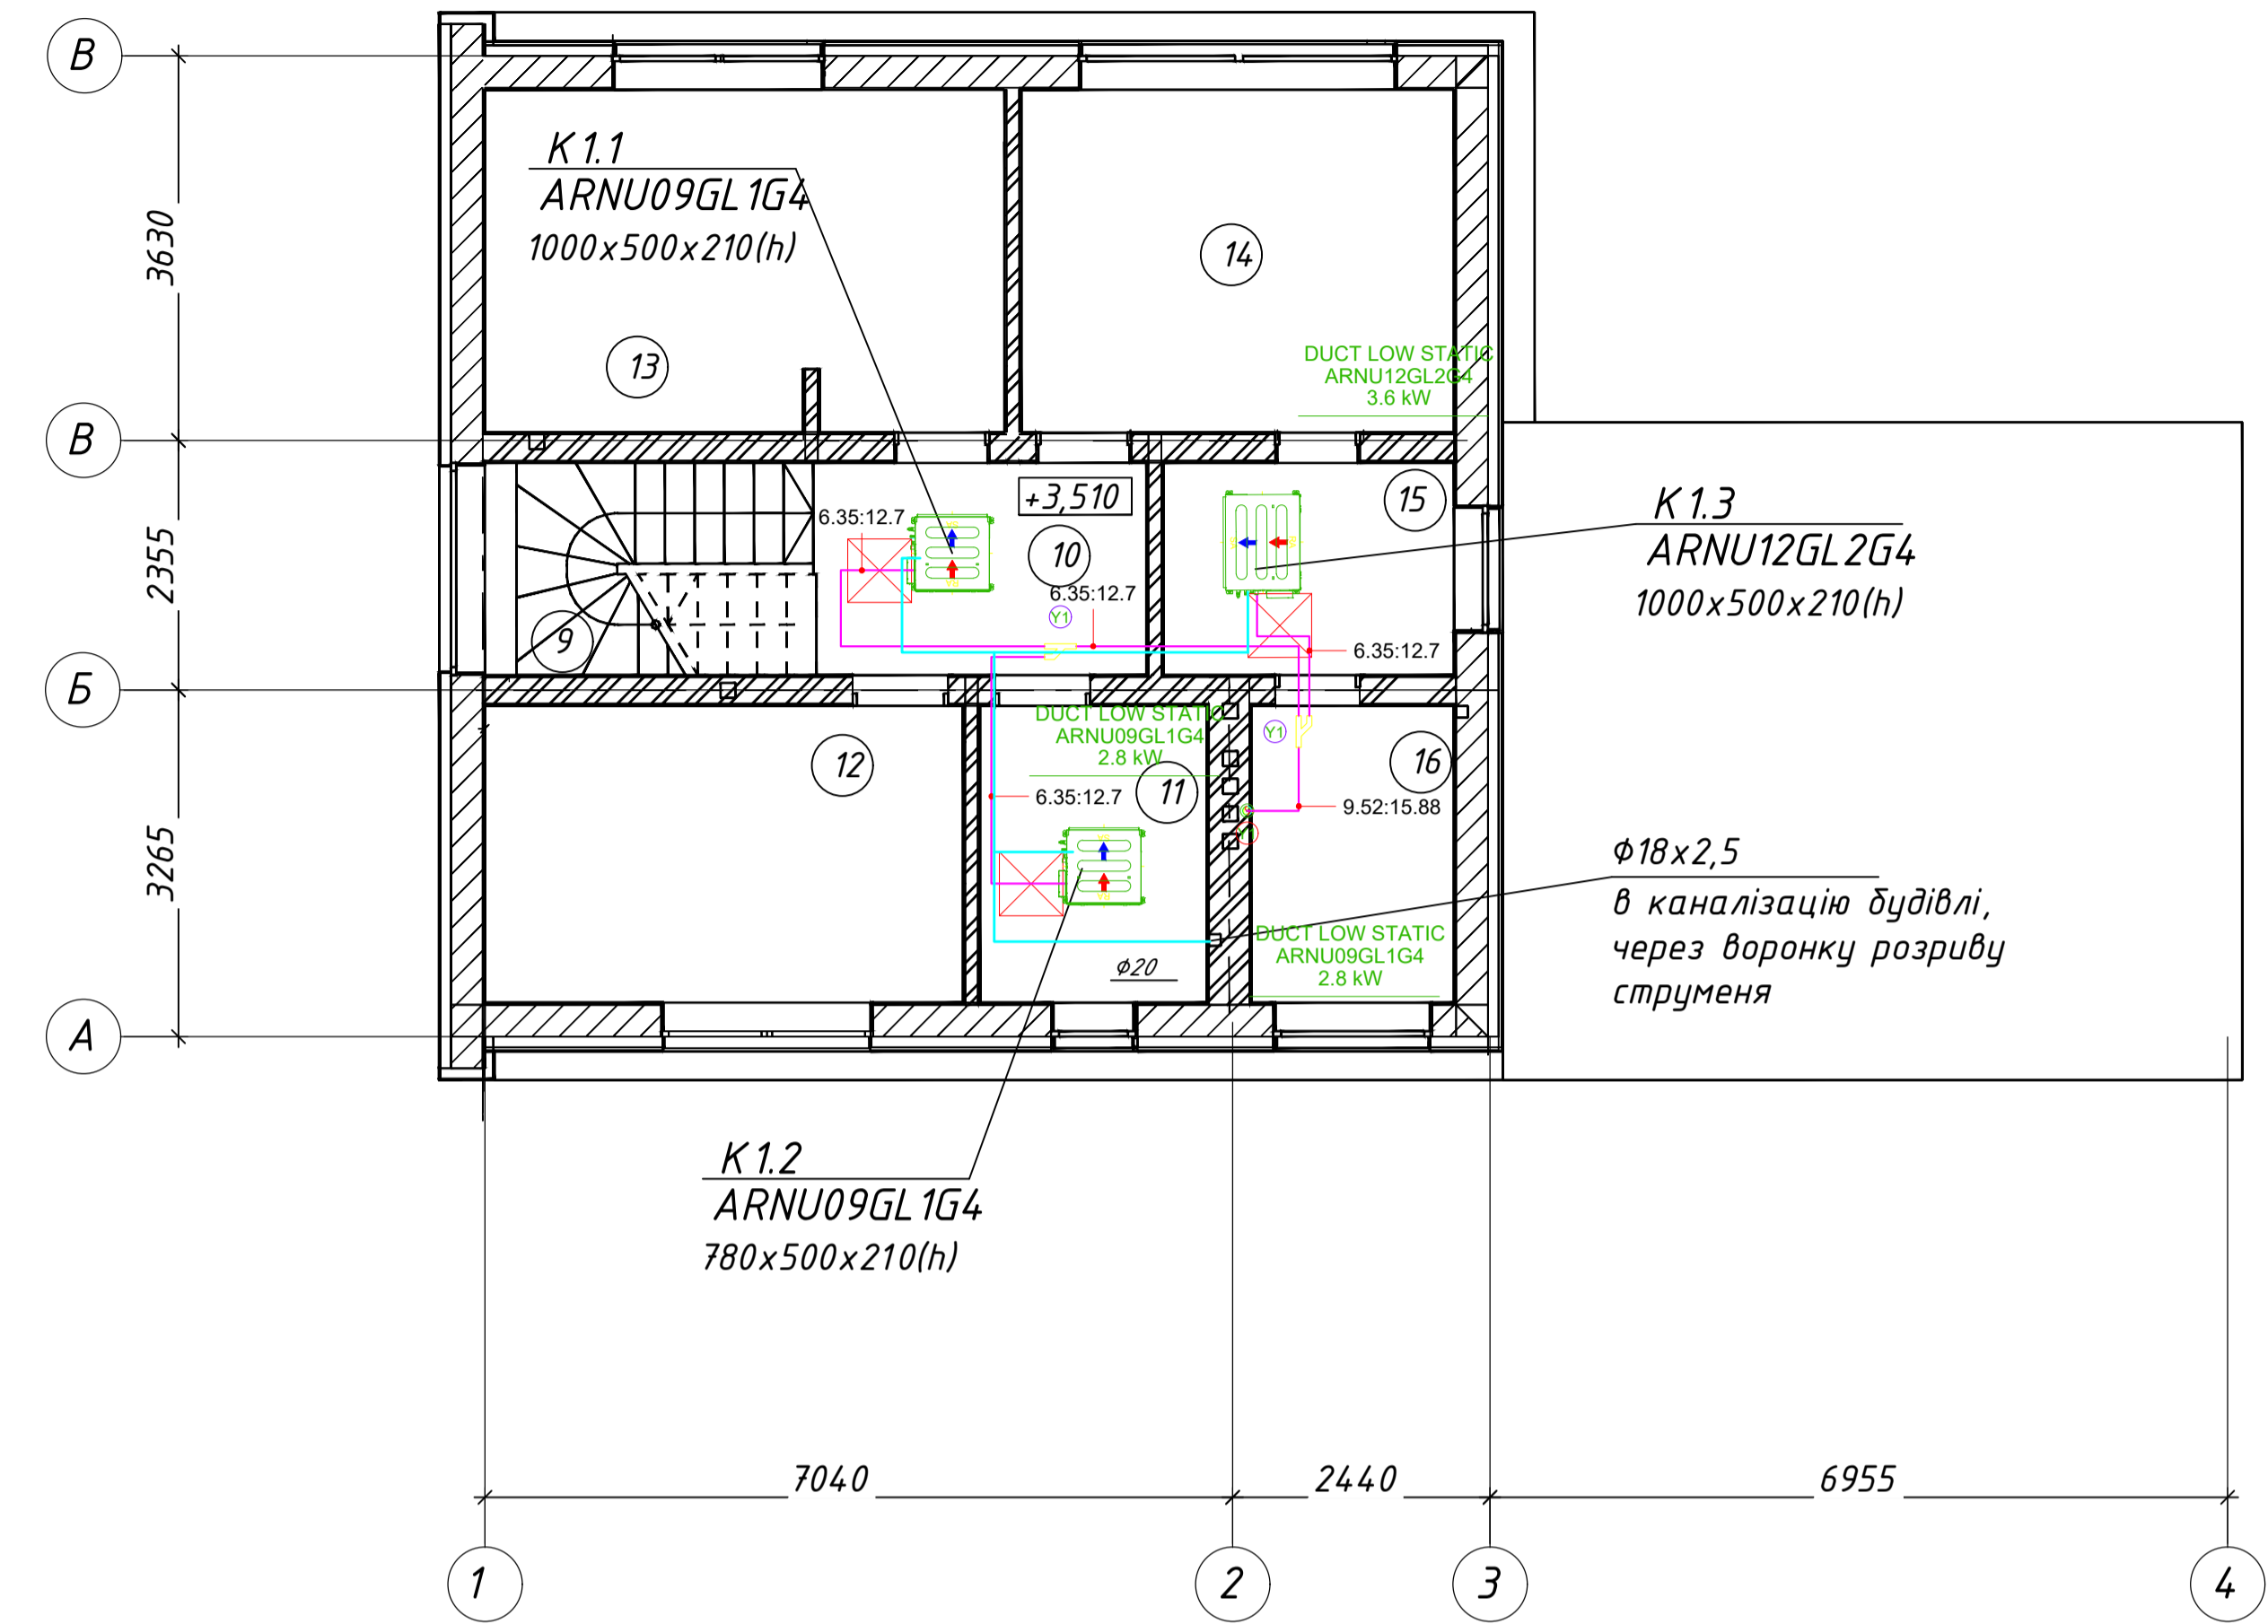 В
3630
В
2355
Б
3265
А
К1.1
ARNU09GL1G4
1000х500х210(h)
13
14
DUCT LOW STATIC
ARNU12GL2G4
3.6 kW
6.35:12.7
+3,510
10
6.35:12.7
Y1
15
К1.3
ARNU12GL2G4
1000х500х210(h)
6.35:12.7
9
12
DUCT LOW STATIC
ARNU09GL1G4
2.8 kW
6.35:12.7
11
Y1
16
9.52:15.88
Y1
Ф18х2,5
в каналізацію будівлі,
через воронку розриву
струменя
DUCT LOW STATIC
ARNU09GL1G4
2.8 kW
Ф20
К1.2
ARNU09GL1G4
780х500х210(h)
7040
2440
6955
1
2
3
4